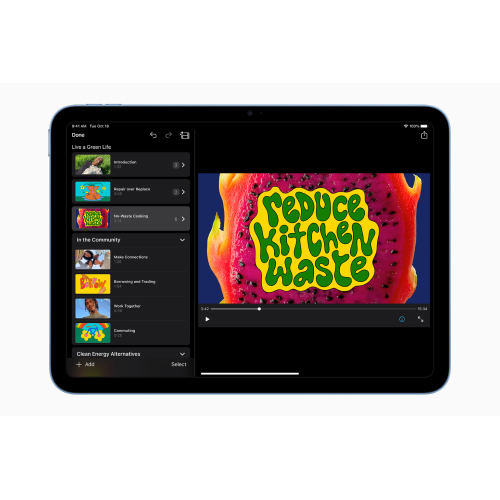 9:41 AM Tue Oct 18
100%
Done
Live a Green Life
Introduction
Repair over Replace
No-Waste Cooking
In the Community
Make Connections
Borrowing and Trading
1:54
Work Together
Commuting
Clean Energy Alternatives
+ Add
Select
reduce
kitchen
waste
3:42
15:34